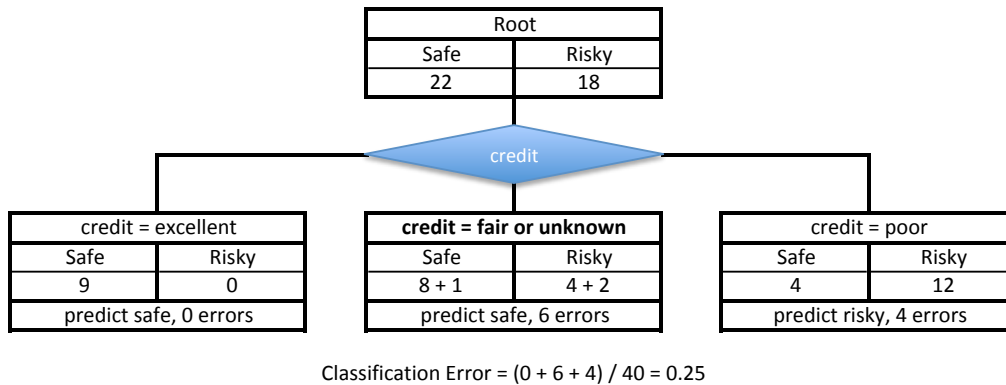 Root
Safe Risky
22 18
credit
credit = excellent
Safe Risky
9 0
predict safe, 0 errors
credit = fair or unknown
Safe Risky
8 + 1 4 + 2
predict safe, 6 errors
credit = poor
Safe Risky
4 12
predict risky, 4 errors
Classification Error = (0 + 6 + 4) / 40 = 0.25